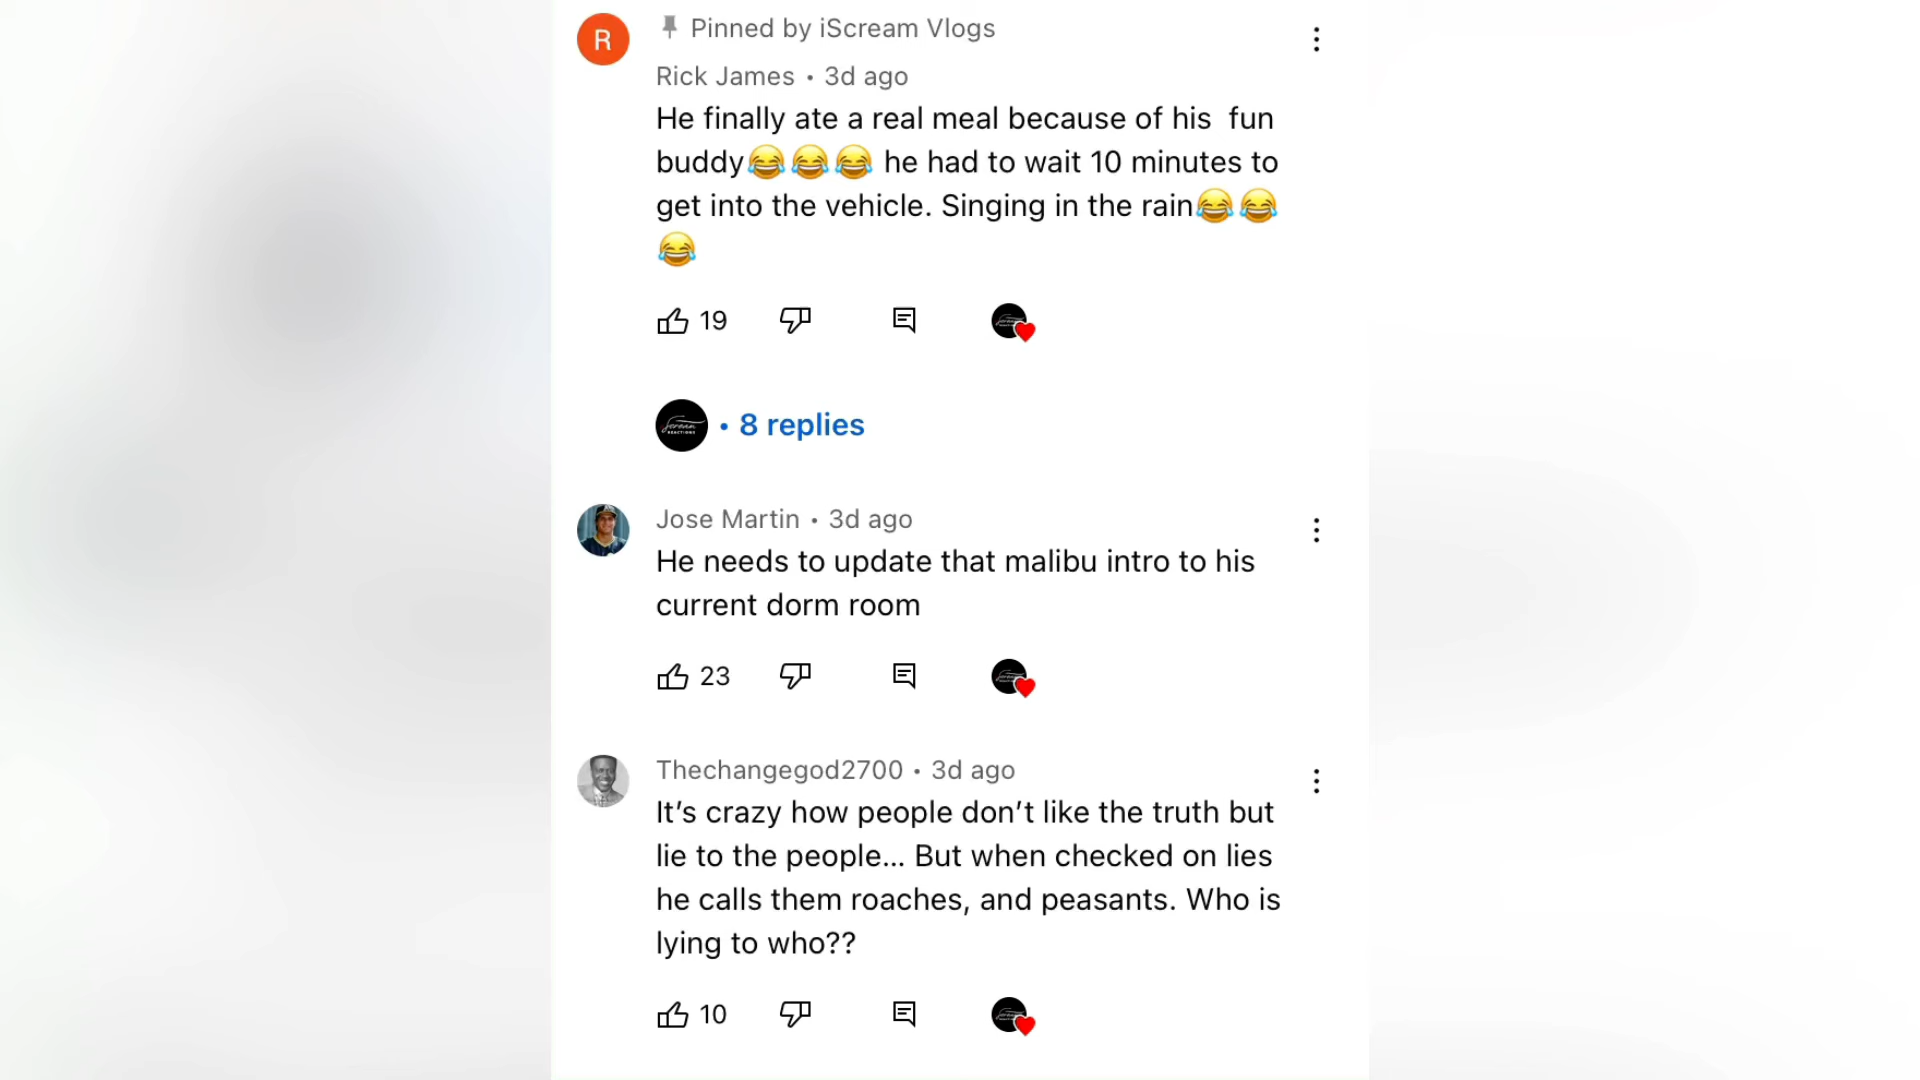 R
Pinned by iScream Vlogs
Rick James • 3d ago
He finally ate a real meal because of his  fun
buddy😂😂😂 he had to wait 10 minutes to
get into the vehicle. Singing in the rain😂😂
😂
19
• 8 replies
Jose Martin • 3d ago
He needs to update that malibu intro to his
current dorm room
23
Thechangegod2700 • 3d ago
It’s crazy how people don’t like the truth but
lie to the people... But when checked on lies
he calls them roaches, and peasants. Who is
lying to who??
10